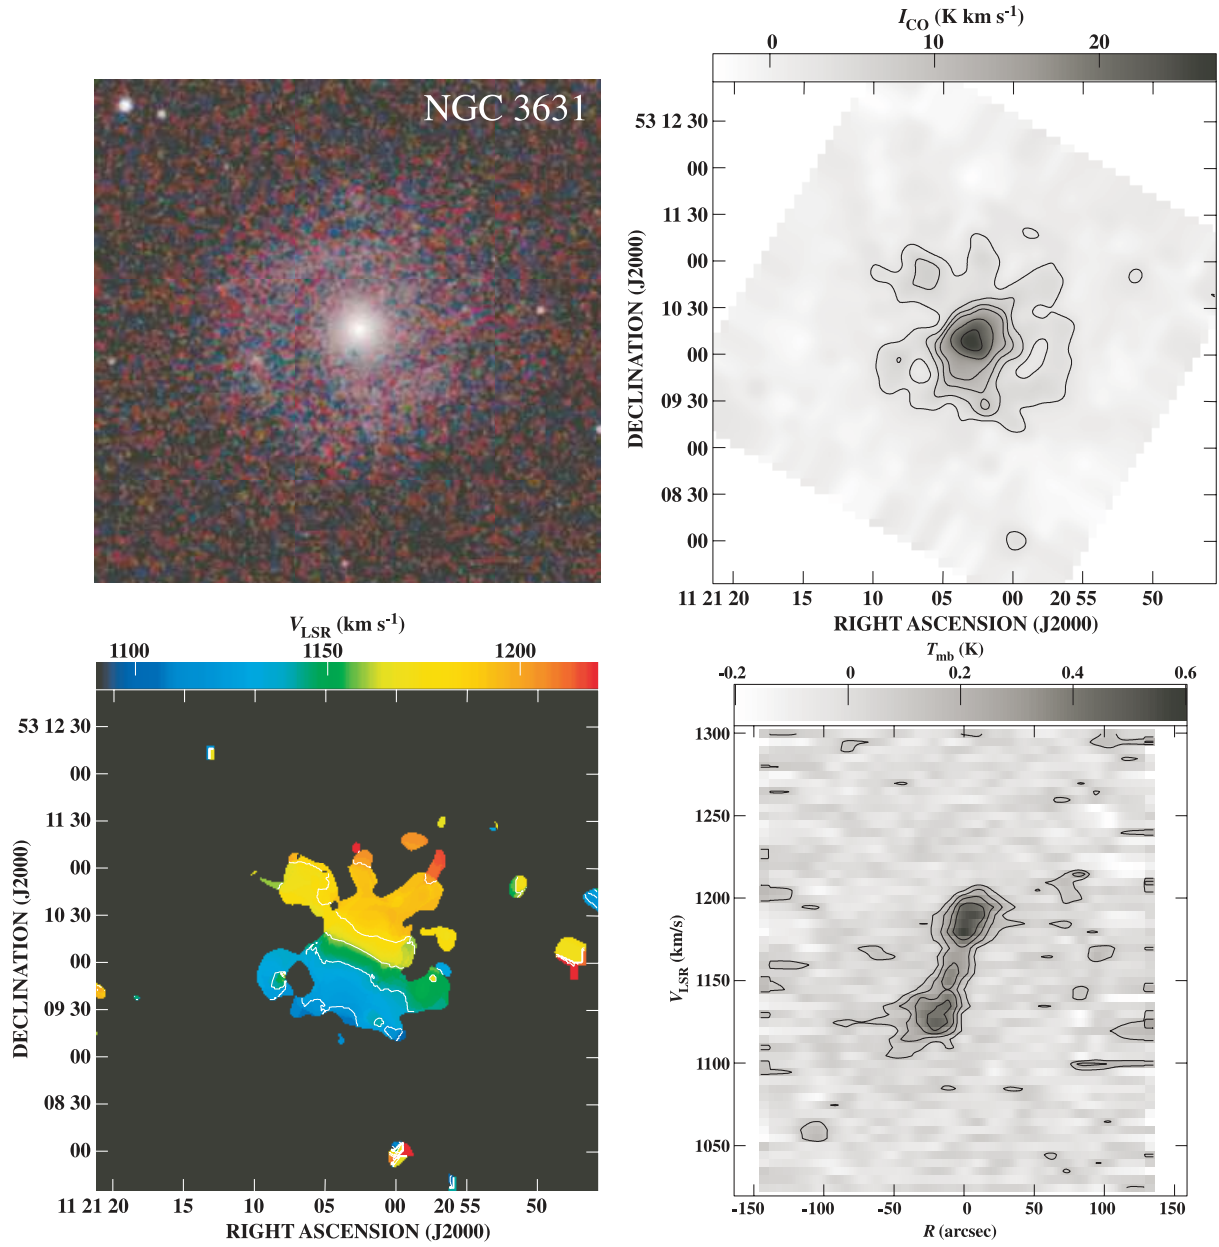 NGC 3631
I_CO (K km s⁻¹)
0 10 20
53 12 30
00
11 30
00
10 30
00
09 30
00
08 30
00
DECLINATION (J2000)
11 21 20 15 10 05 00 20 55 50
RIGHT ASCENSION (J2000)
V_LSR (km s⁻¹)
1100 1150 1200
53 12 30
00
11 30
00
10 30
00
09 30
00
08 30
00
DECLINATION (J2000)
11 21 20 15 10 05 00 20 55 50
RIGHT ASCENSION (J2000)
T_mb (K)
-0.2 0 0.2 0.4 0.6
1300
1250
1200
1150
1100
1050
V_LSR (km/s)
-150 -100 -50 0 50 100 150
R (arcsec)